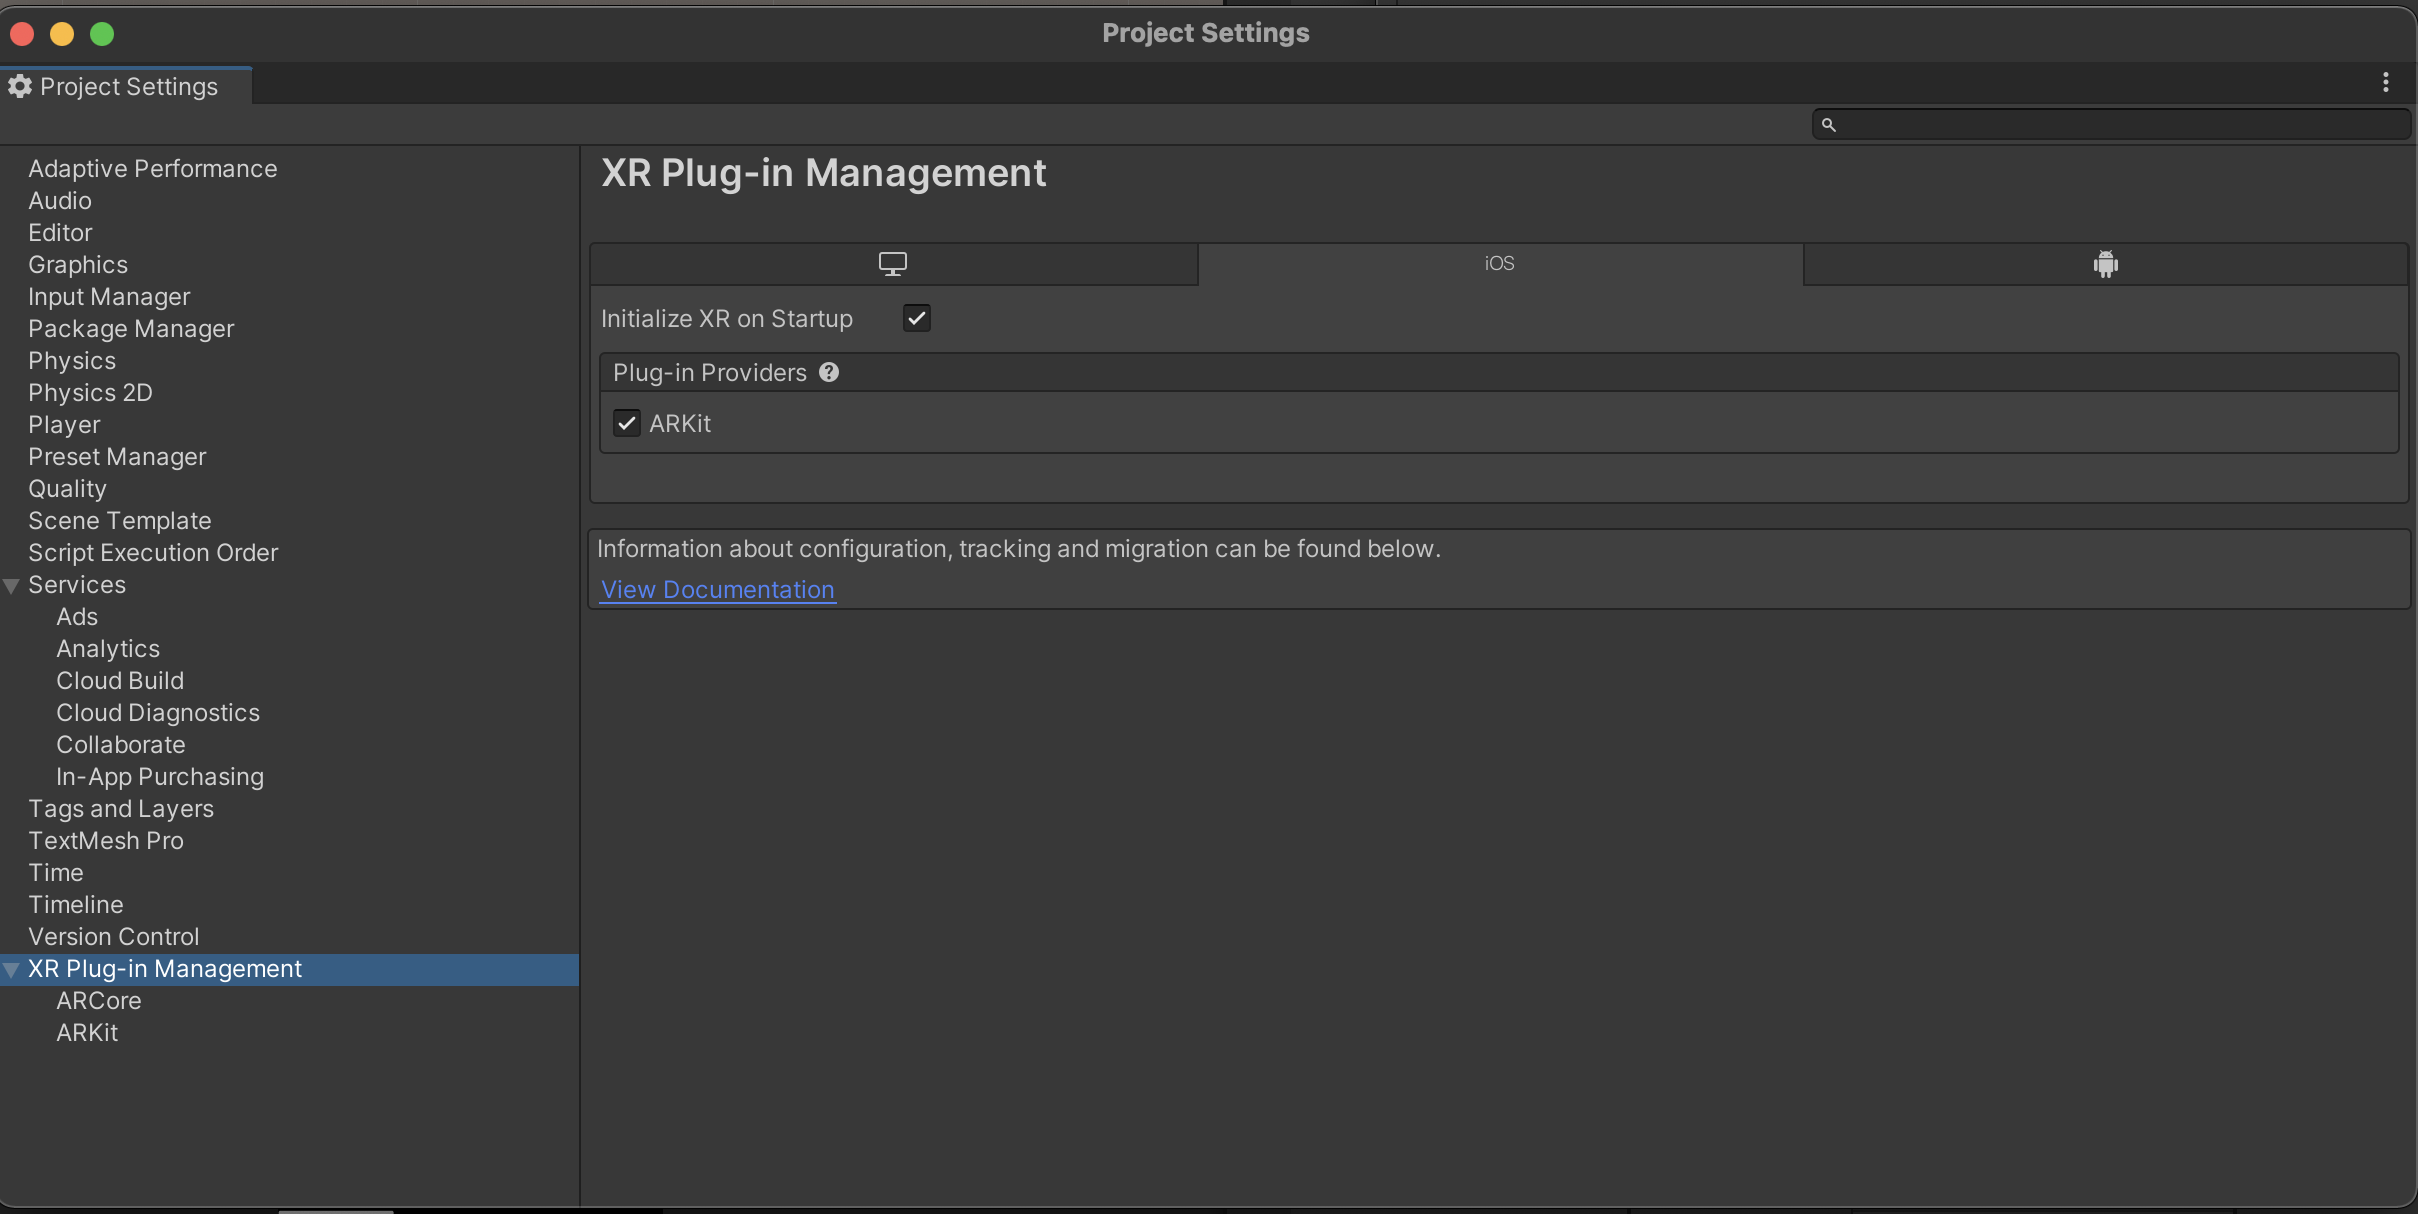 Project Settings
Project Settings
Adaptive Performance
Audio
Editor
Graphics
Input Manager
Package Manager
Physics
Physics 2D
Player
Preset Manager
Quality
Scene Template
Script Execution Order
Services
Ads
Analytics
Cloud Build
Cloud Diagnostics
Collaborate
In-App Purchasing
Tags and Layers
TextMesh Pro
Time
Timeline
Version Control
XR Plug-in Management
ARCore
ARKit
XR Plug-in Management
iOS
Initialize XR on Startup
Plug-in Providers
ARKit
Information about configuration, tracking and migration can be found below.
View Documentation